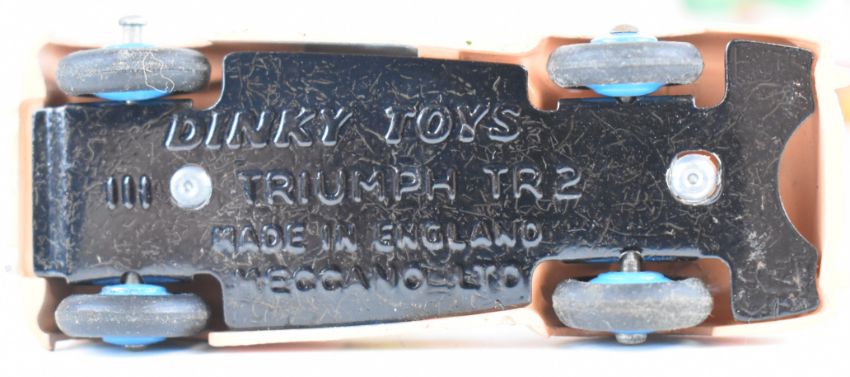 DINKY TOYS
111 TRIUMPH TR2
MADE IN ENGLAND
MECCANO LTD